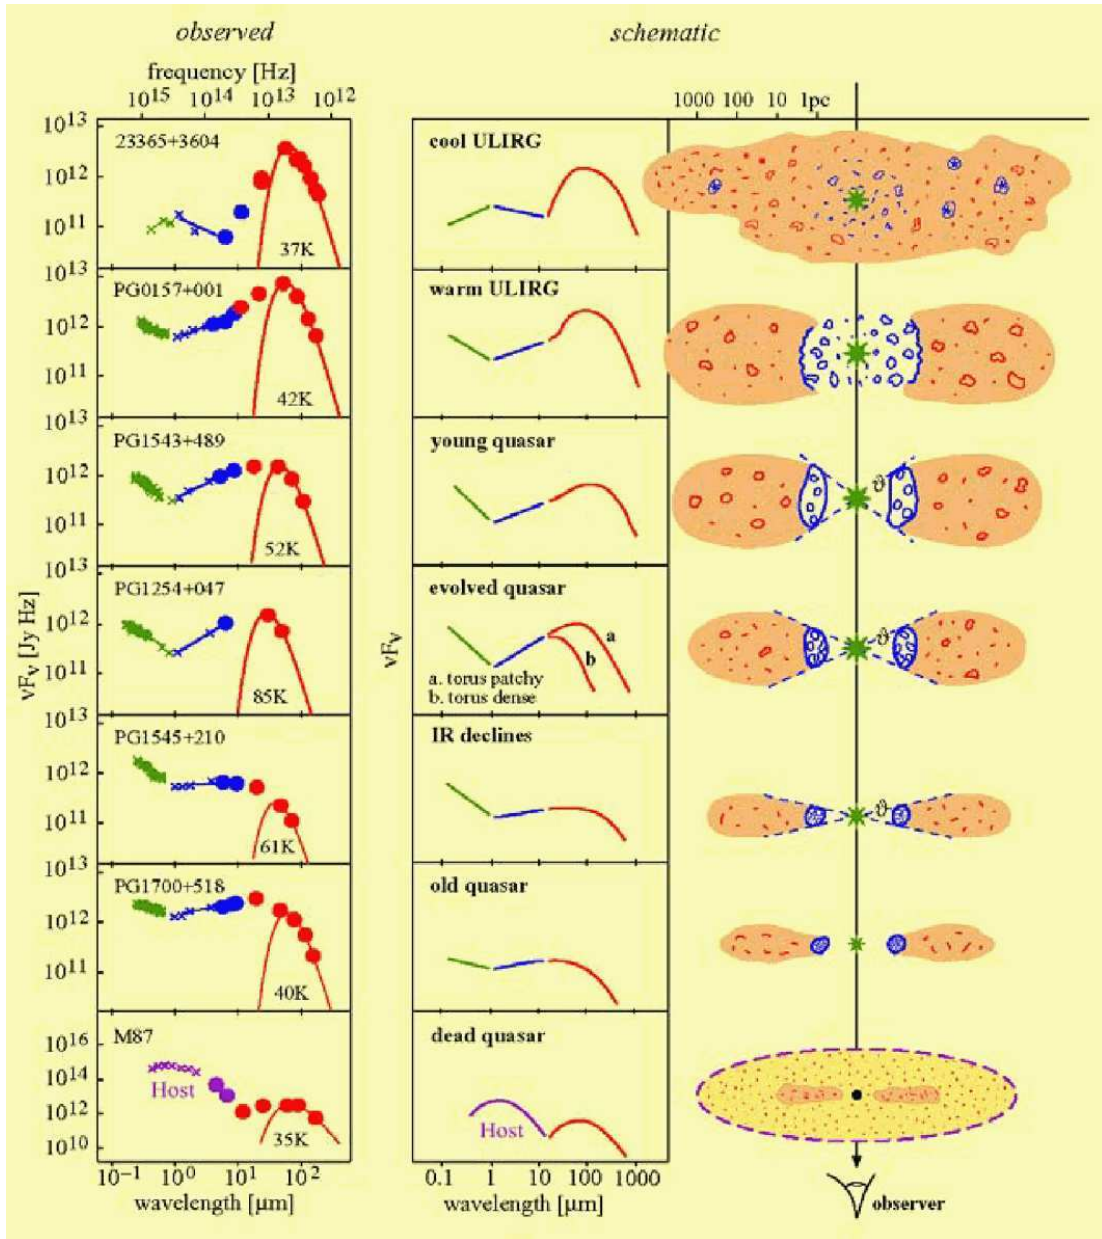 observed
schematic
frequency [Hz]
10^15 10^14 10^13 10^12
1000 100 10 1pc
10^13
23365+3604
10^12
10^11
37K
cool ULIRG
10^13
PG0157+001
10^12
10^11
42K
warm ULIRG
10^13
PG1543+489
10^12
10^11
52K
young quasar
ϑ
10^13
PG1254+047
10^12
10^11
85K
evolved quasar
a
b
a. torus patchy
b. torus dense
ϑ
νFν [Jy Hz]
νFν
10^13
PG1545+210
10^12
10^11
61K
IR declines
ϑ
10^13
PG1700+518
10^12
10^11
40K
old quasar
M87
10^16
10^14
10^12
10^10
Host
35K
dead quasar
Host
10^-1 10^0 10^1 10^2
wavelength [µm]
0.1 1 10 100 1000
wavelength [µm]
observer